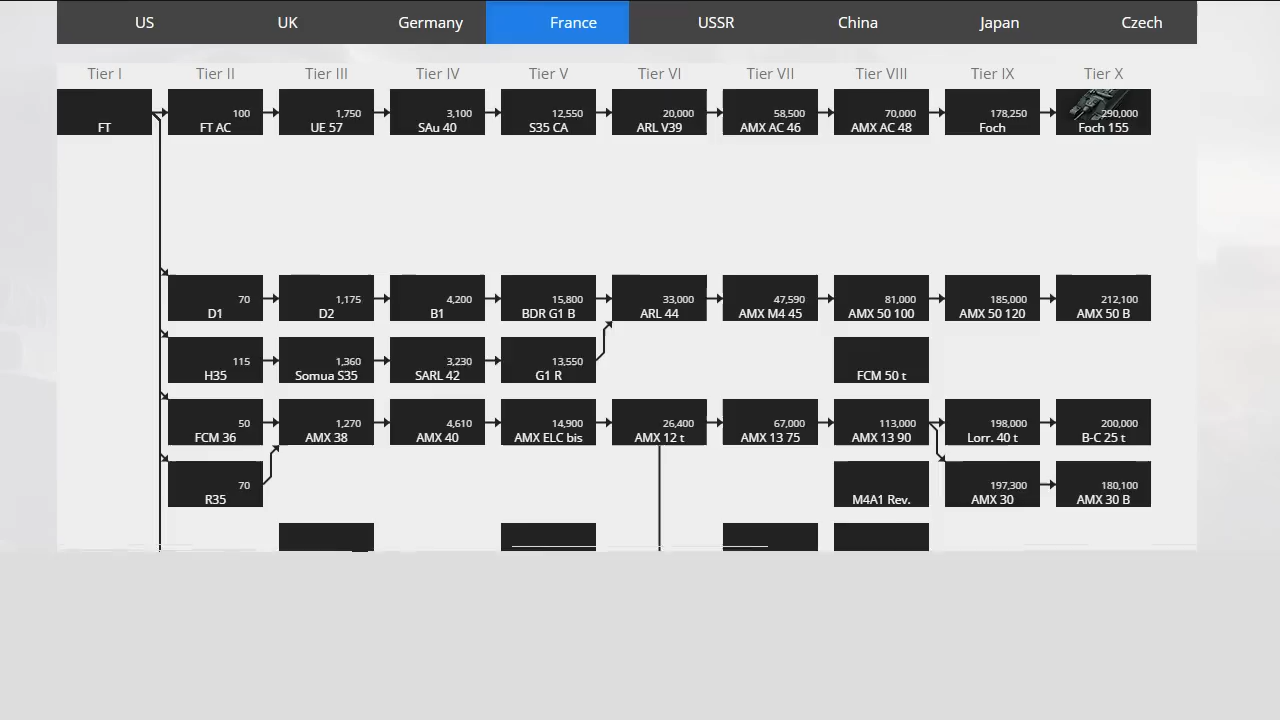 US UK Germany France USSR China Japan Czech
Tier I Tier II Tier III Tier IV Tier V Tier VI Tier VII Tier VIII Tier IX Tier X
100 1,750 3,100 12,550 20,000 58,500 70,000 178,250 290,000
FT FT AC UE 57 SAu 40 S35 CA ARL V39 AMX AC 46 AMX AC 48 Foch Foch 155
70 1,175 4,200 15,800 33,000 47,590 81,000 185,000 212,100
D1 D2 B1 BDR G1 B ARL 44 AMX M4 45 AMX 50 100 AMX 50 120 AMX 50 B
115 1,360 3,230 13,550
H35 Somua S35 SARL 42 G1 R FCM 50 t
50 1,270 4,610 14,900 26,400 67,000 113,000 198,000 200,000
FCM 36 AMX 38 AMX 40 AMX ELC bis AMX 12 t AMX 13 75 AMX 13 90 Lorr. 40 t B-C 25 t
70 197,300 180,100
R35 M4A1 Rev. AMX 30 AMX 30 B